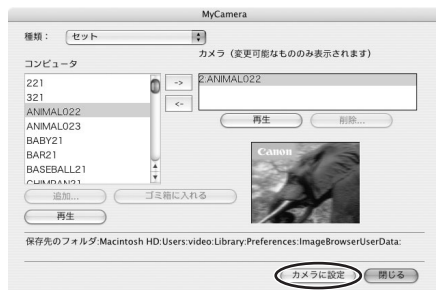 MyCamera
種類： セット
カメラ（変更可能なもののみ表示されます）
コンピュータ
221
321
ANIMAL022
ANIMAL023
BABY21
BAR21
BASEBALL21
CHIMPAN21
->
<-
2:ANIMAL022
再生
削除...
Canon
追加...
ゴミ箱に入れる
再生
保存先のフォルダ:Macintosh HD:Users:video:Library:Preferences:ImageBrowserUserData:
カメラに設定
閉じる